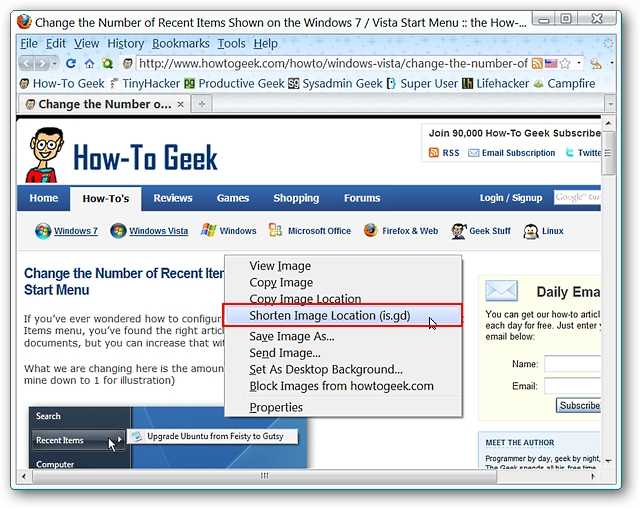 Change the Number of Recent Items Shown on the Windows 7 / Vista Start Menu :: the How-...
File Edit View History Bookmarks Tools Help
http://www.howtogeek.com/howto/windows-vista/change-the-number-of
How-To Geek TinyHacker Productive Geek Sysadmin Geek Super User Lifehacker Campfire
Change the Number o...
How-To Geek
Join 90,000 How-To Geek Subscribe
RSS Email Subscription Twitte
Home How-To's Reviews Games Shopping Forums Login / Signup Google
Windows 7 Windows Vista Windows Microsoft Office Firefox & Web Geek Stuff Linux
Change the Number of Recent Ite
Start Menu
If you've ever wondered how to configur
Items menu, you've found the right articl
documents, but you can increase that wit
What we are changing here is the amoun
mine down to 1 for illustration)
View Image
Copy Image
Copy Image Location
Shorten Image Location (is.gd)
Save Image As...
Send Image...
Set As Desktop Background...
Block Images from howtogeek.com
Properties
Search
Recent Items
Upgrade Ubuntu from Feisty to Gutsy
Computer
Daily Ema
You can get our how-to article
each day for free. Just enter y
email below:
Name:
Email:
Subscribe
MEET THE AUTHOR
Programmer by day, geek by night,
The Geek spends all his free time